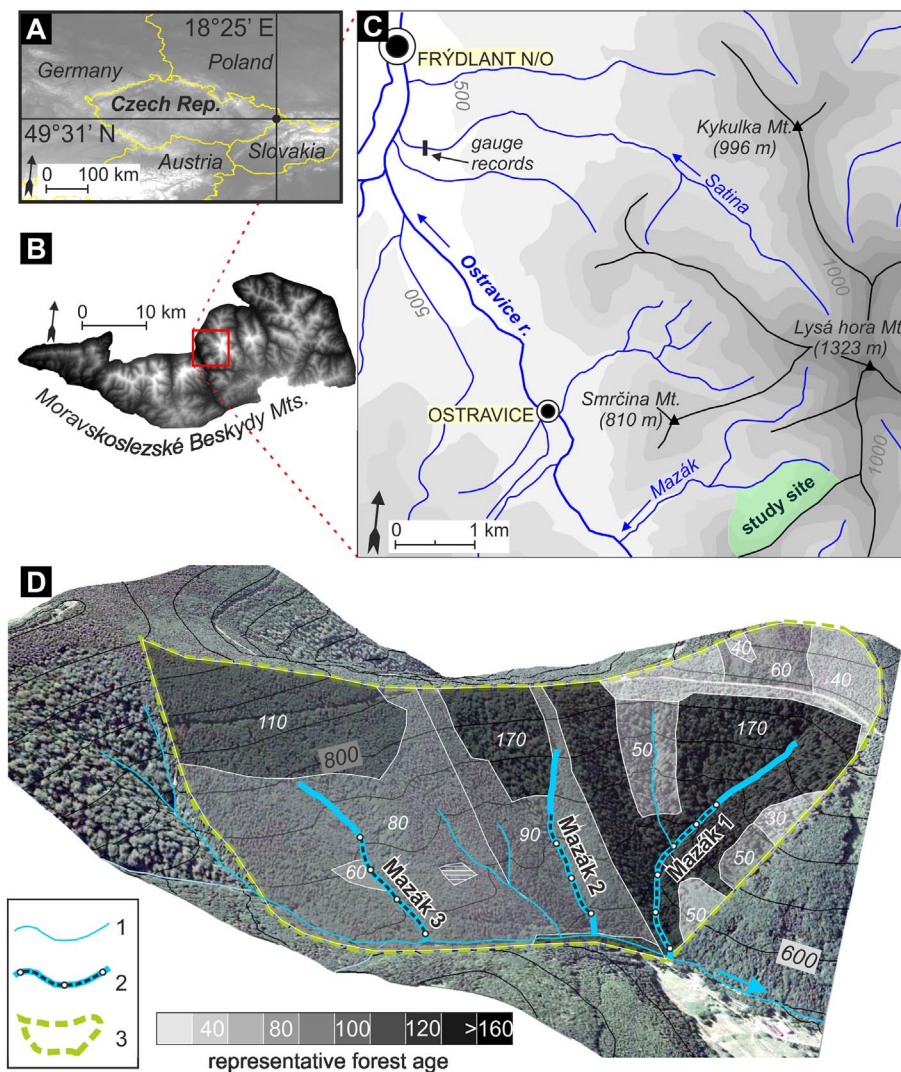 A
18°25' E
Germany
Poland
Czech Rep.
49°31' N
Austria
Slovakia
0 100 km
B
0 10 km
Moravskoslezské Beskydy Mts.
C
FRÝDLANT N/O
500
gauge
records
Kykulka Mt.
(996 m)
Satina
Ostravice r.
500
1000
Lysá hora Mt.
(1323 m)
Smrčina Mt.
(810 m)
OSTRAVICE
1000
Mazák
study site
0 1 km
D
40
60
40
110
170
170
800
50
80
90
30
60
50
50
Mazák 3
Mazák 2
Mazák 1
600
1
2
3
40 80 100 120 >160
representative forest age